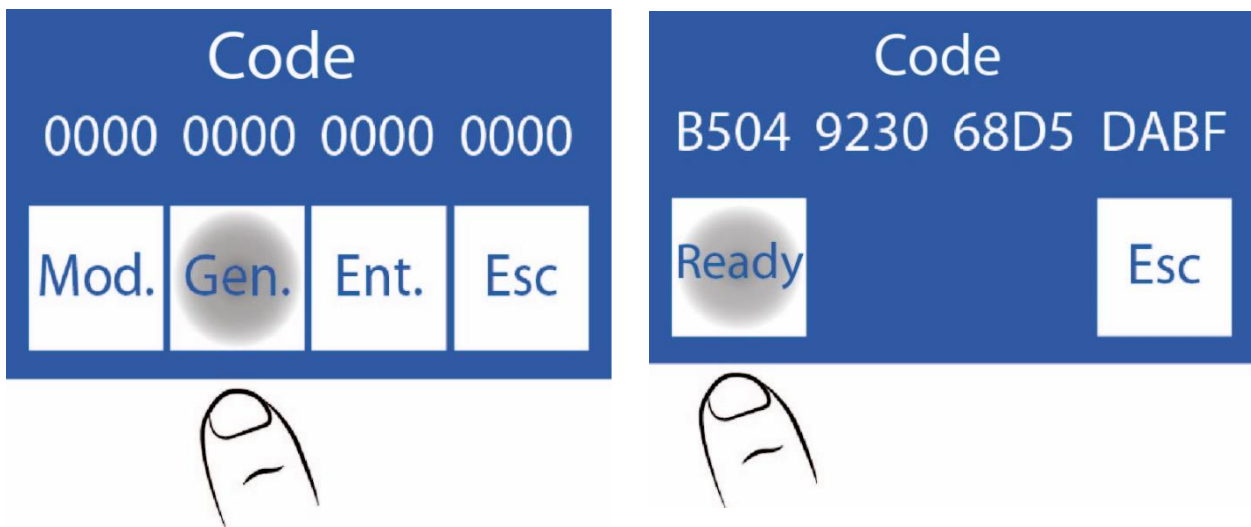 Code
0000 0000 0000 0000
Mod. Gen. Ent. Esc
Code
B504 9230 68D5 DABF
Ready Esc